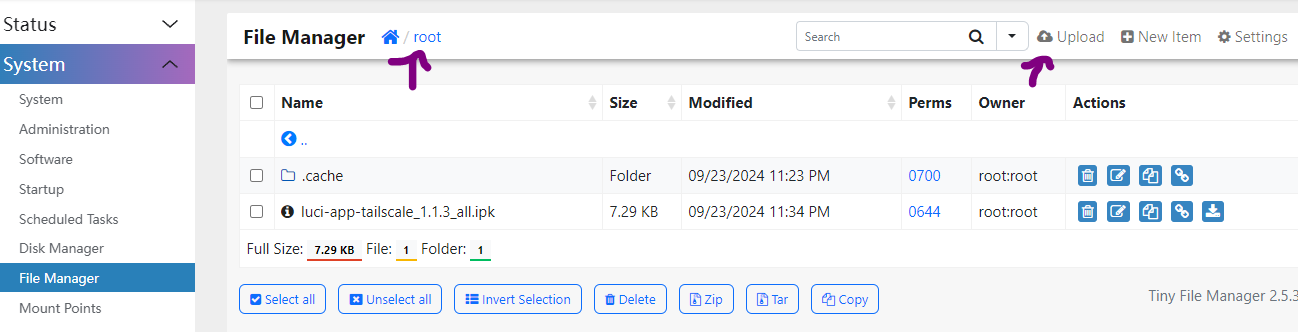 Status
System
System
Administration
Software
Startup
Scheduled Tasks
Disk Manager
File Manager
Mount Points
File Manager / root Search Upload New Item Settings
Name Size Modified Perms Owner Actions
..
.cache Folder 09/23/2024 11:23 PM 0700 root:root
luci-app-tailscale_1.1.3_all.ipk 7.29 KB 09/23/2024 11:34 PM 0644 root:root
Full Size: 7.29 KB File: 1 Folder: 1
Select all Unselect all Invert Selection Delete Zip Tar Copy Tiny File Manager 2.5.3